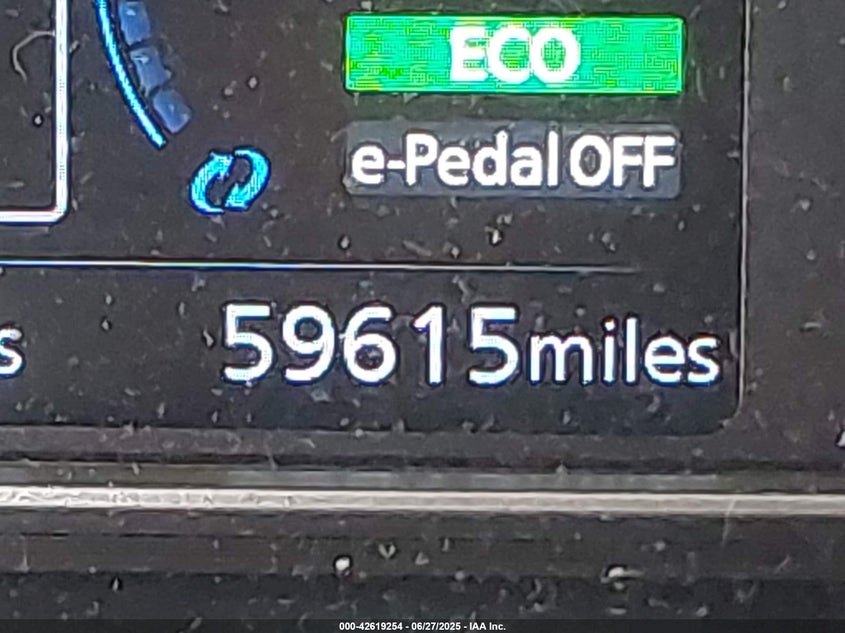 ECO
e-Pedal OFF
s
59615miles
000-42619254 - 06/27/2025 - IAA Inc.